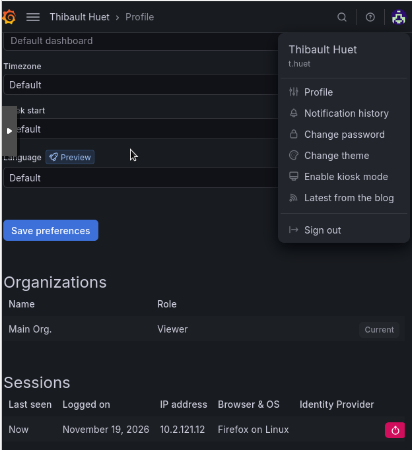 Thibault Huet > Profile
Default dashboard
Thibault Huet
t.huet
Timezone
Default
Profile
Notification history
Change password
Change theme
Enable kiosk mode
Latest from the blog
Sign out
ek start
efault
Language Preview
Default
Save preferences
Organizations
Name Role
Main Org. Viewer Current
Sessions
Last seen Logged on IP address Browser & OS Identity Provider
Now November 19, 2026 10.2.121.12 Firefox on Linux